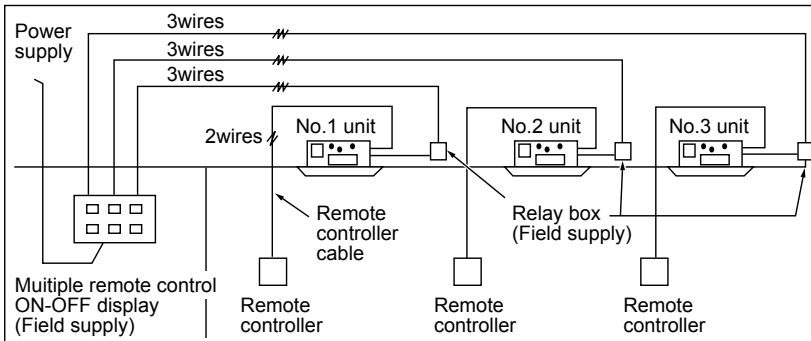 3wires
Power
supply
3wires
3wires
2wires
No.1 unit
No.2 unit
No.3 unit
Remote
controller
cable
Relay box
(Field supply)
Muitiple remote control
ON-OFF display
(Field supply)
Remote
controller
Remote
controller
Remote
controller